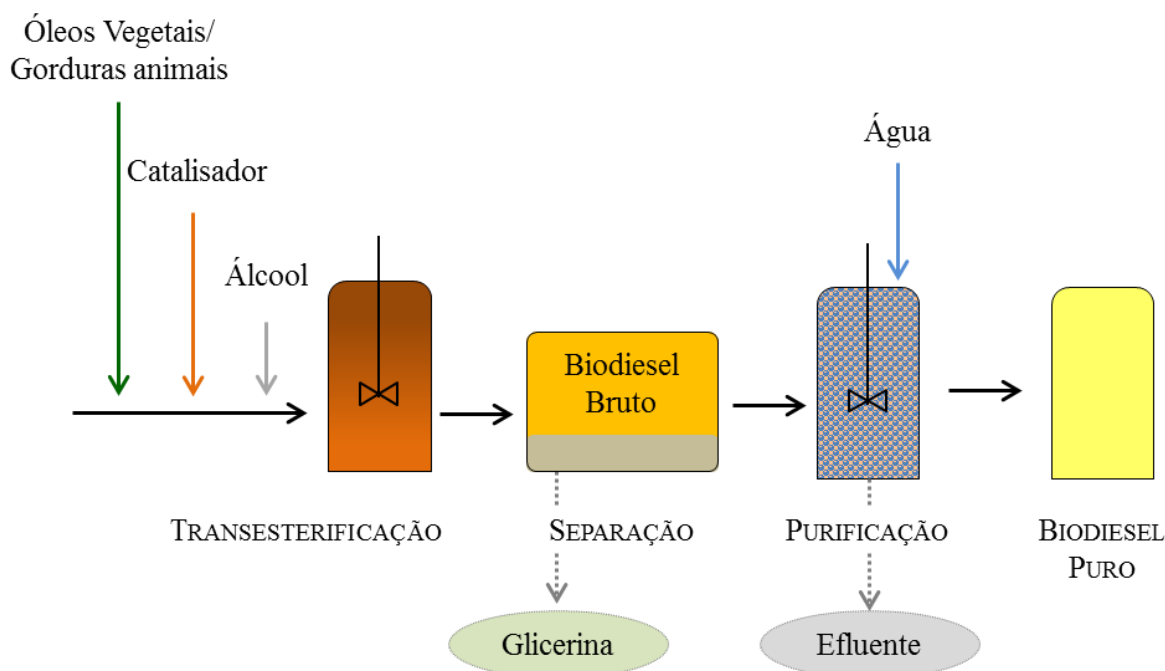 Óleos Vegetais/
Gorduras animais
Catalisador
Álcool
Água
Biodiesel
Bruto
TRANSESTERIFICAÇÃO
SEPARAÇÃO
PURIFICAÇÃO
BIODIESEL
PURO
Glicerina
Efluente